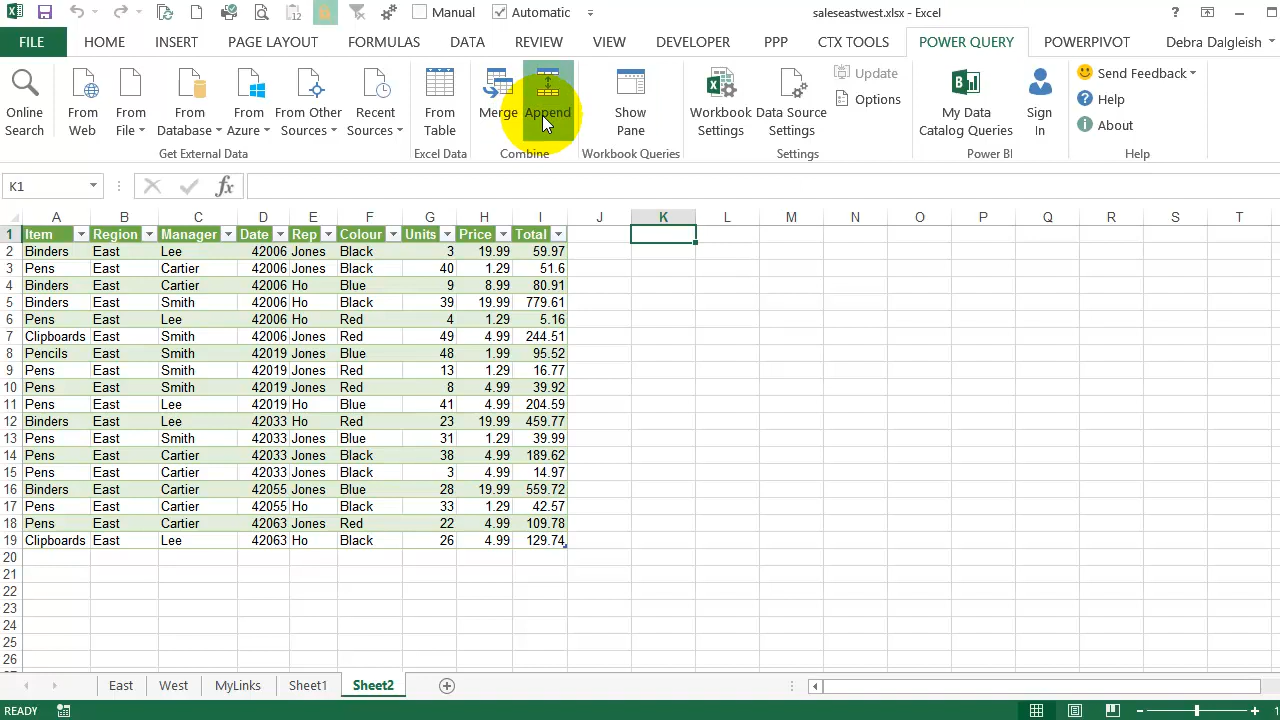 Manual Automatic saleseastwest.xlsx - Excel ?
FILE HOME INSERT PAGE LAYOUT FORMULAS DATA REVIEW VIEW DEVELOPER PPP CTX TOOLS POWER QUERY POWERPIVOT Debra Dalgleish
Online Search From Web From File From Database From Azure From Other Sources Recent Sources From Table Merge Append Show Pane Workbook Settings Data Source Settings Update Options My Data Catalog Queries Sign In Send Feedback Help About
Get External Data Excel Data Combine Workbook Queries Settings Power BI Help
K1 fx
A B C D E F G H I J K L M N O P Q R S T
1 Item Region Manager Date Rep Colour Units Price Total
2 Binders East Lee 42006 Jones Black 3 19.99 59.97
3 Pens East Cartier 42006 Jones Black 40 1.29 51.6
4 Binders East Cartier 42006 Ho Blue 9 8.99 80.91
5 Binders East Smith 42006 Ho Black 39 19.99 779.61
6 Pens East Lee 42006 Ho Red 4 1.29 5.16
7 Clipboards East Smith 42006 Jones Red 49 4.99 244.51
8 Pencils East Smith 42019 Jones Blue 48 1.99 95.52
9 Pens East Smith 42019 Jones Blue 13 1.29 16.77
10 Pens East Smith 42019 Jones Red 8 4.99 39.92
11 Pens East Lee 42019 Ho Blue 41 4.99 204.59
12 Binders East Lee 42033 Ho Red 23 19.99 459.77
13 Pens East Smith 42033 Jones Blue 31 1.29 39.99
14 Pens East Cartier 42033 Jones Black 38 4.99 189.62
15 Pens East Cartier 42033 Jones Black 3 4.99 14.97
16 Binders East Cartier 42055 Jones Blue 28 19.99 559.72
17 Pens East Cartier 42055 Ho Black 33 1.29 42.57
18 Pens East Cartier 42063 Jones Red 22 4.99 109.78
19 Clipboards East Lee 42063 Ho Black 26 4.99 129.74
20
21
22
23
24
25
26
East West MyLinks Sheet1 Sheet2
READY